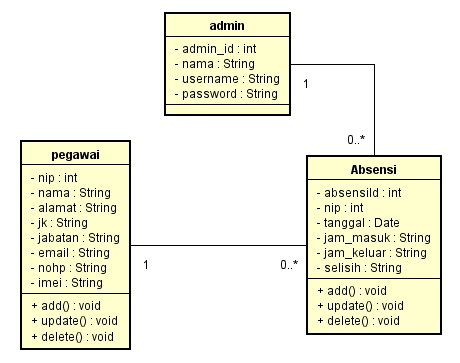 admin
- admin_id : int
- nama : String
- username : String
- password : String
1
0..*
pegawai
- nip : int
- nama : String
- alamat : String
- jk : String
- jabatan : String
- email : String
- nohp : String
- imei : String
+ add() : void
+ update() : void
+ delete() : void
1
0..*
Absensi
- absensiId : int
- nip : int
- tanggal : Date
- jam_masuk : String
- jam_keluar : String
- selisih : String
+ add() : void
+ update() : void
+ delete() : void